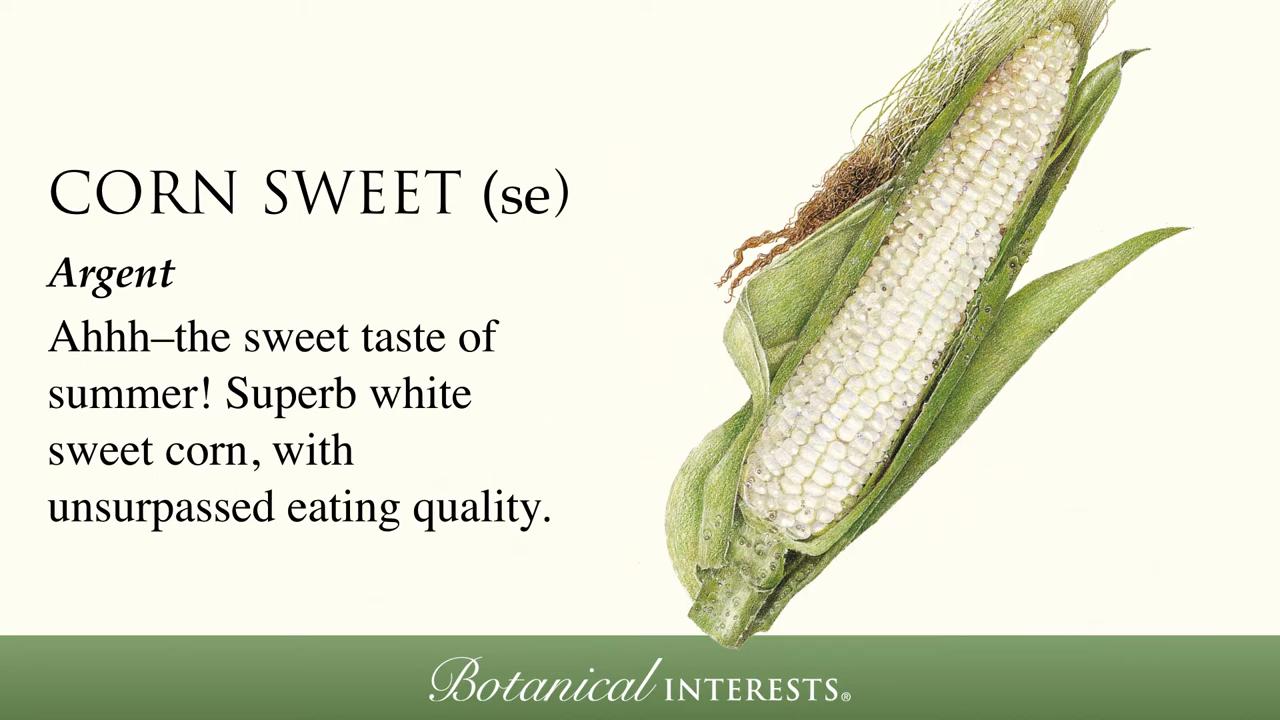 CORN SWEET (se)
Argent
Ahhh–the sweet taste of
summer! Superb white
sweet corn, with
unsurpassed eating quality.
Botanical INTERESTS®